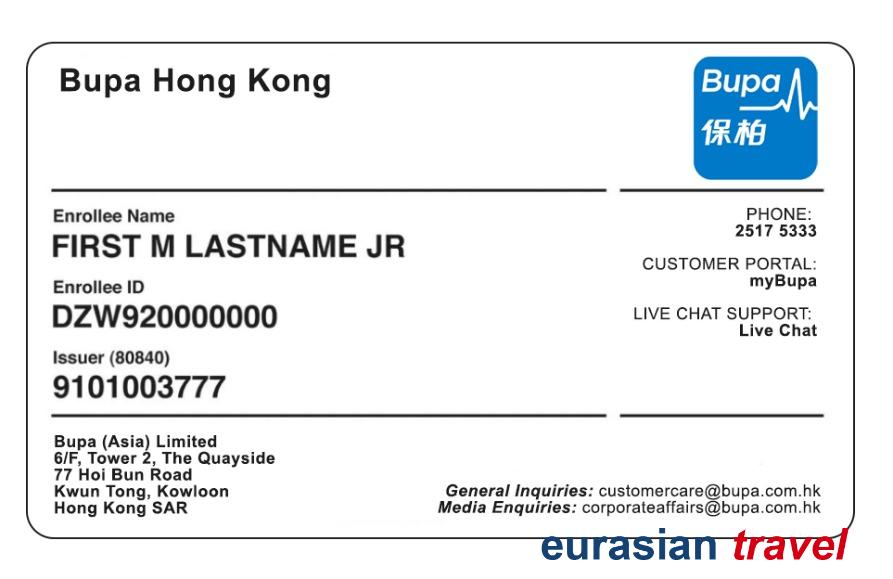 Bupa Hong Kong
Bupa
保柏
Enrollee Name
FIRST M LASTNAME JR
Enrollee ID
DZW920000000
Issuer (80840)
9101003777
PHONE:
2517 5333
CUSTOMER PORTAL:
myBupa
LIVE CHAT SUPPORT:
Live Chat
Bupa (Asia) Limited
6/F, Tower 2, The Quayside
77 Hoi Bun Road
Kwun Tong, Kowloon
Hong Kong SAR
General Inquiries: customercare@bupa.com.hk
Media Enquiries: corporateaffairs@bupa.com.hk
eurasian travel